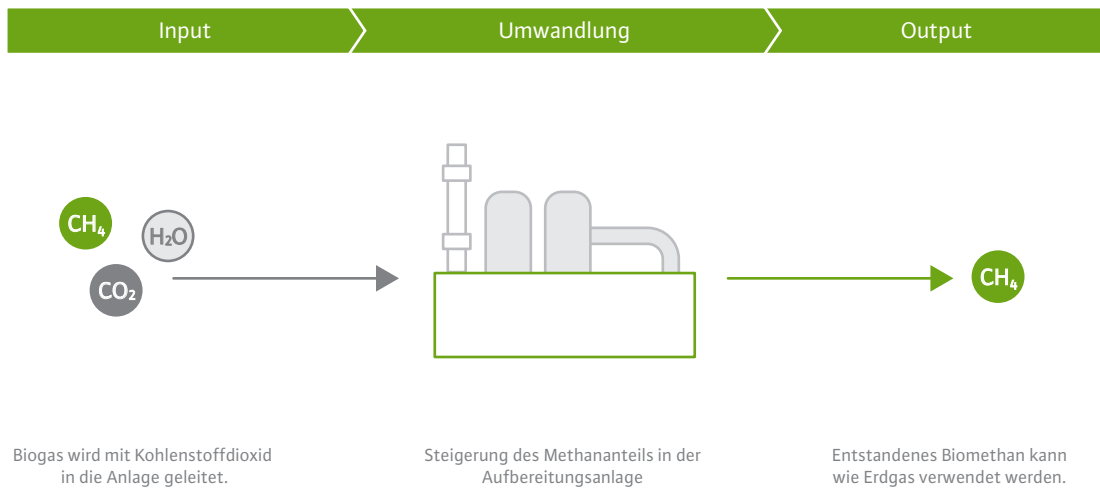 Input
Umwandlung
Output
CH₄
H₂O
CO₂
CH₄
Biogas wird mit Kohlenstoffdioxid
in die Anlage geleitet.
Steigerung des Methananteils in der
Aufbereitungsanlage
Entstandenes Biomethan kann
wie Erdgas verwendet werden.